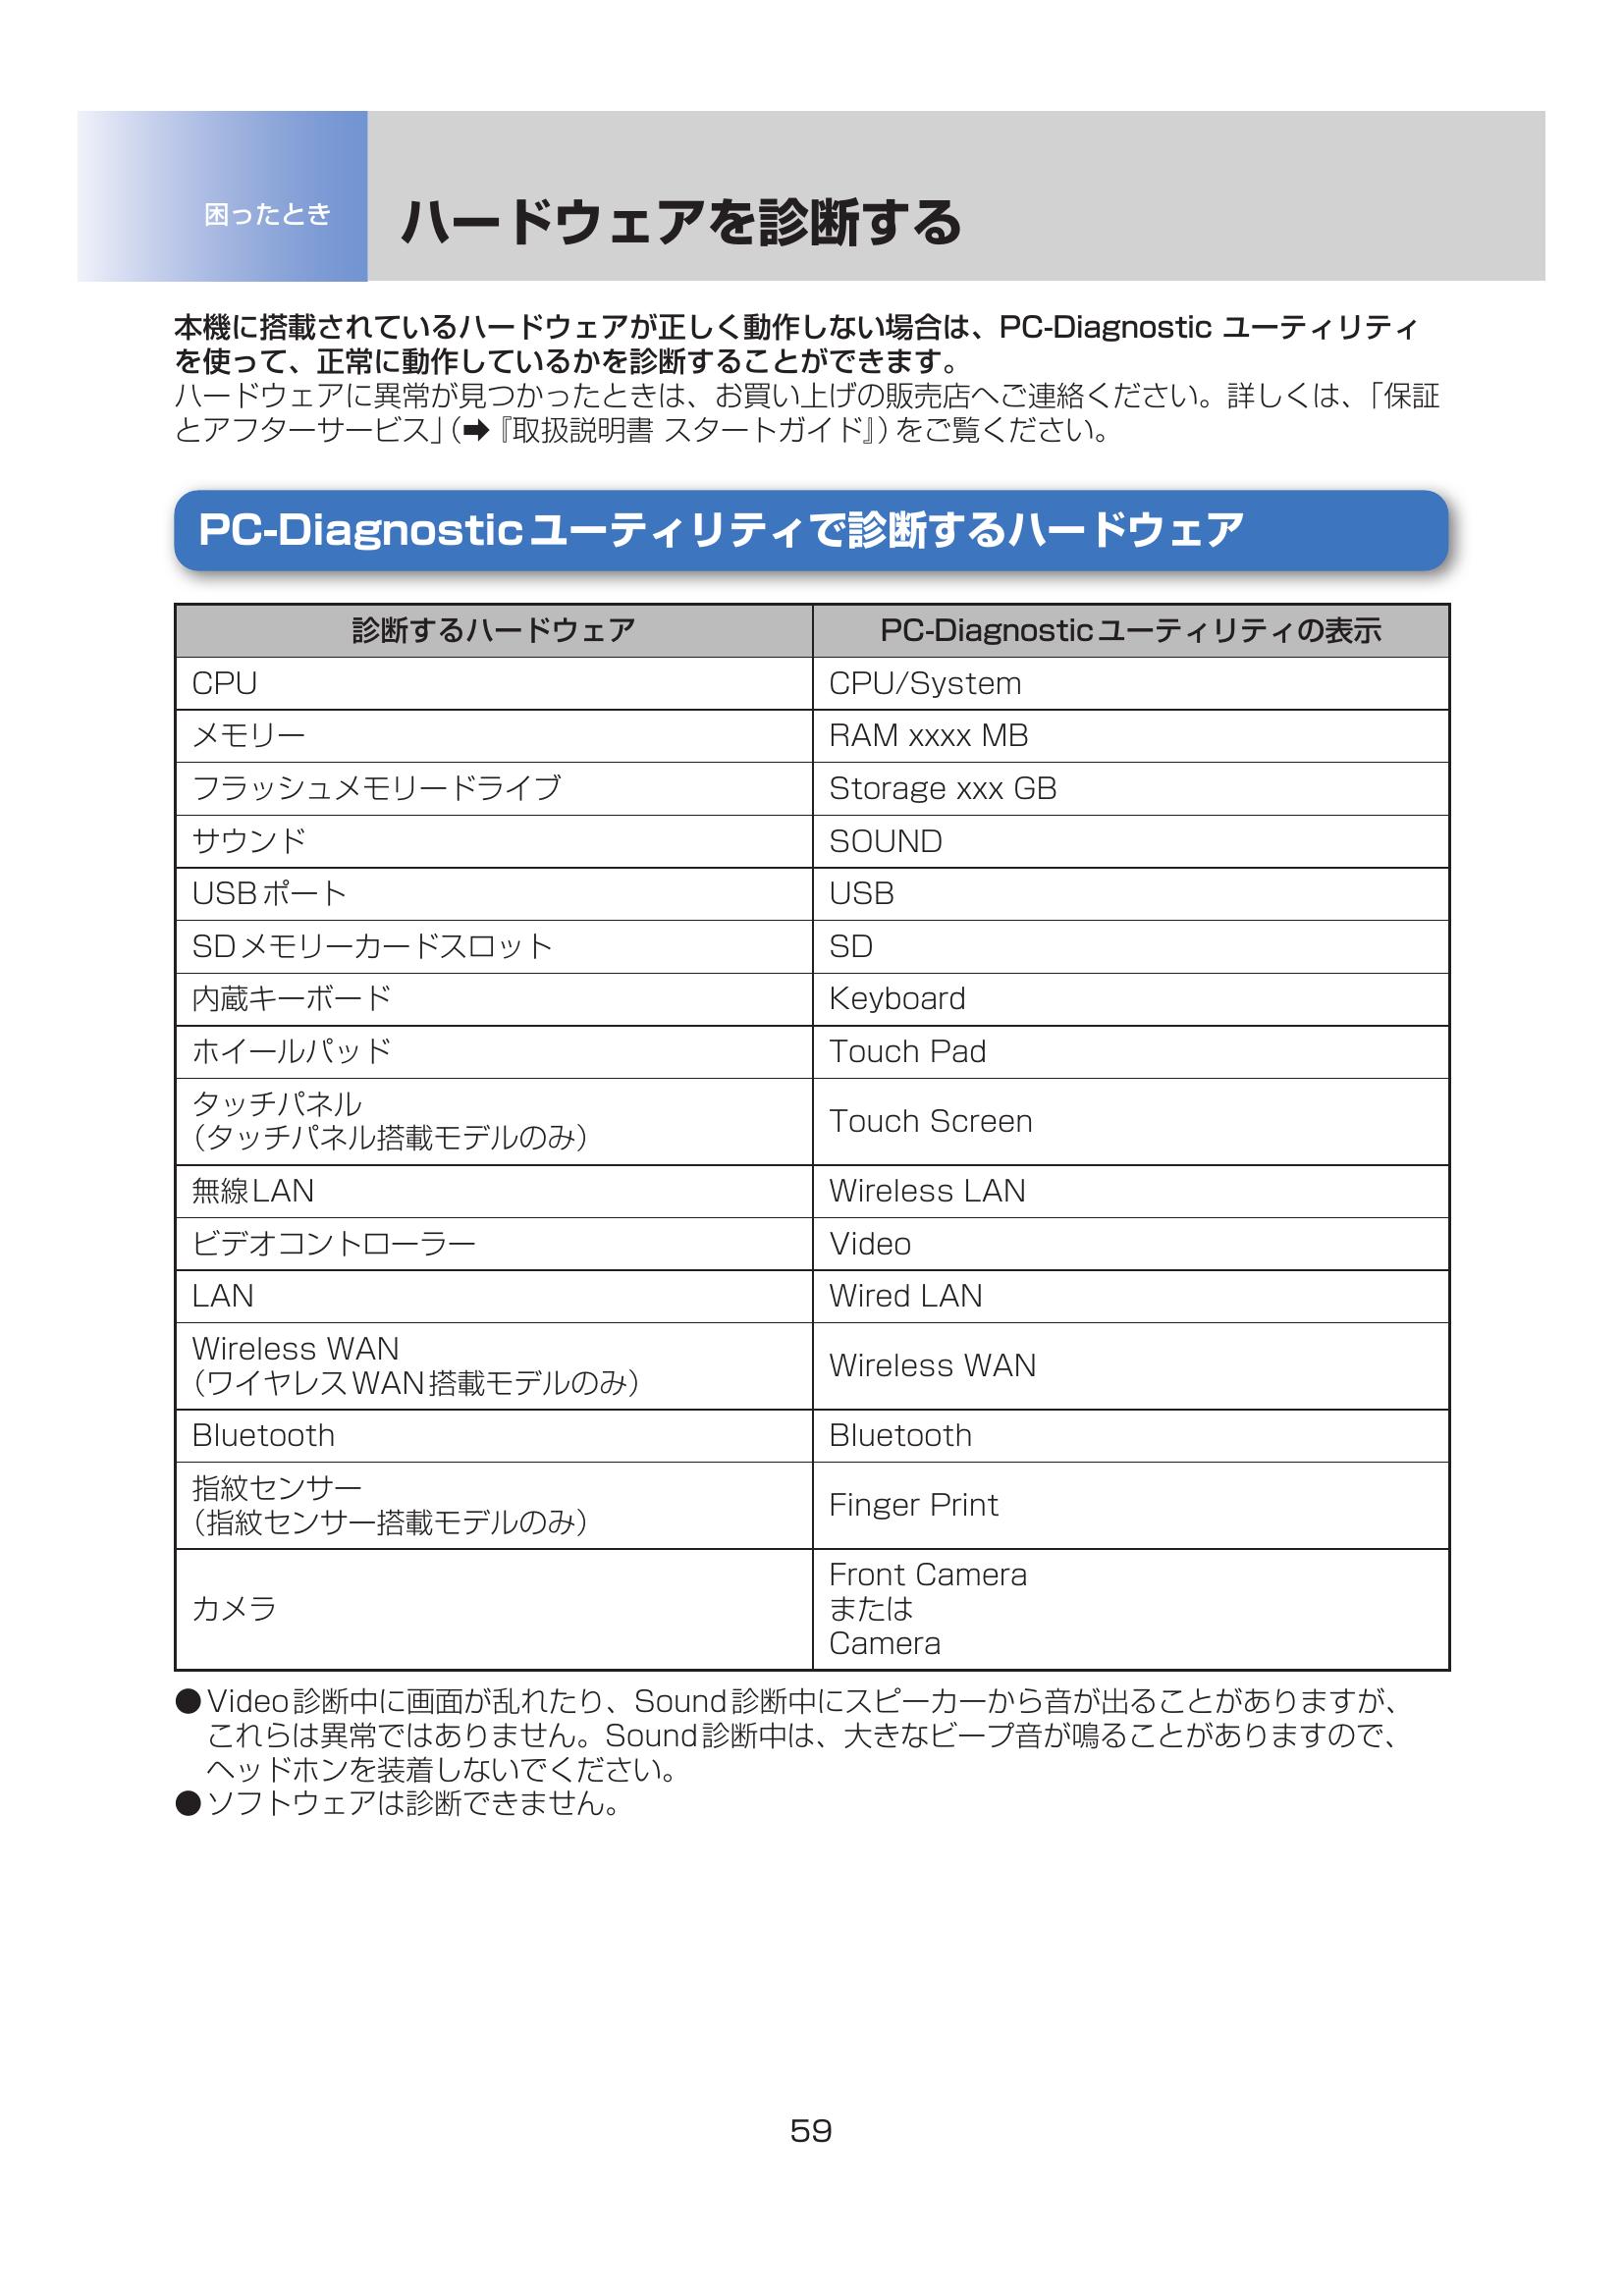 困ったとき
ハードウェアを診断する
本機に搭載されているハードウェアが正しく動作しない場合は、PC-Diagnostic ユーティリティ
を使って、正常に動作しているかを診断することができます。
ハードウェアに異常が見つかったときは、お買い上げの販売店へご連絡ください。詳しくは、「保証
とアフターサービス」（➡『取扱説明書 スタートガイド』）をご覧ください。
PC-Diagnosticユーティリティで診断するハードウェア
診断するハードウェア PC-Diagnosticユーティリティの表示
CPU CPU/System
メモリー RAM xxxx MB
フラッシュメモリードライブ Storage xxx GB
サウンド SOUND
USBポート USB
SDメモリーカードスロット SD
内蔵キーボード Keyboard
ホイールパッド Touch Pad
タッチパネル
（タッチパネル搭載モデルのみ）
Touch Screen
無線LAN Wireless LAN
ビデオコントローラー Video
LAN Wired LAN
Wireless WAN
（ワイヤレスWAN搭載モデルのみ）
Wireless WAN
Bluetooth Bluetooth
指紋センサー
（指紋センサー搭載モデルのみ）
Finger Print
カメラ
Front Camera
または
Camera
● Video診断中に画面が乱れたり、Sound診断中にスピーカーから音が出ることがありますが、
これらは異常ではありません。Sound診断中は、大きなビープ音が鳴ることがありますので、
ヘッドホンを装着しないでください。
● ソフトウェアは診断できません。
59